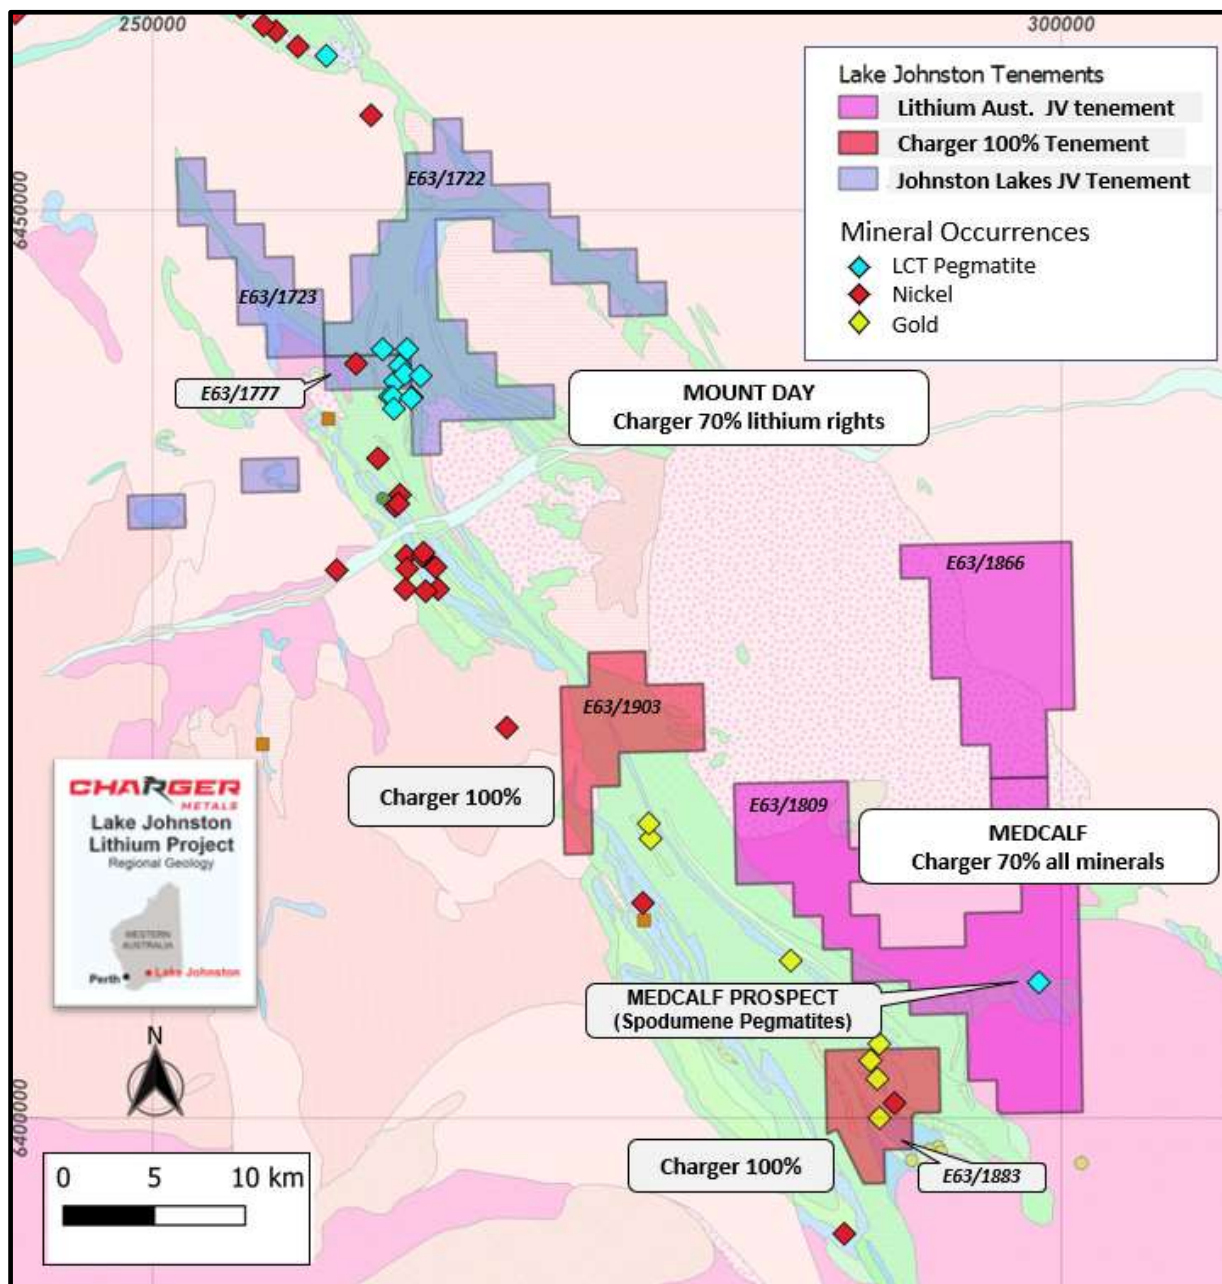 250000
300000
Lake Johnston Tenements
Lithium Aust. JV tenement
Charger 100% Tenement
Johnston Lakes JV Tenement
Mineral Occurrences
LCT Pegmatite
Nickel
Gold
6450000
E63/1722
E63/1723
E63/1777
MOUNT DAY
Charger 70% lithium rights
E63/1866
E63/1903
Charger 100%
E63/1809
MEDCALF
Charger 70% all minerals
CHARGER
METALS
Lake Johnston
Lithium Project
Regional Geology
WESTERN
AUSTRALIA
Perth
Lake Johnston
MEDCALF PROSPECT
(Spodumene Pegmatites)
N
6400000
Charger 100%
E63/1883
0 5 10 km